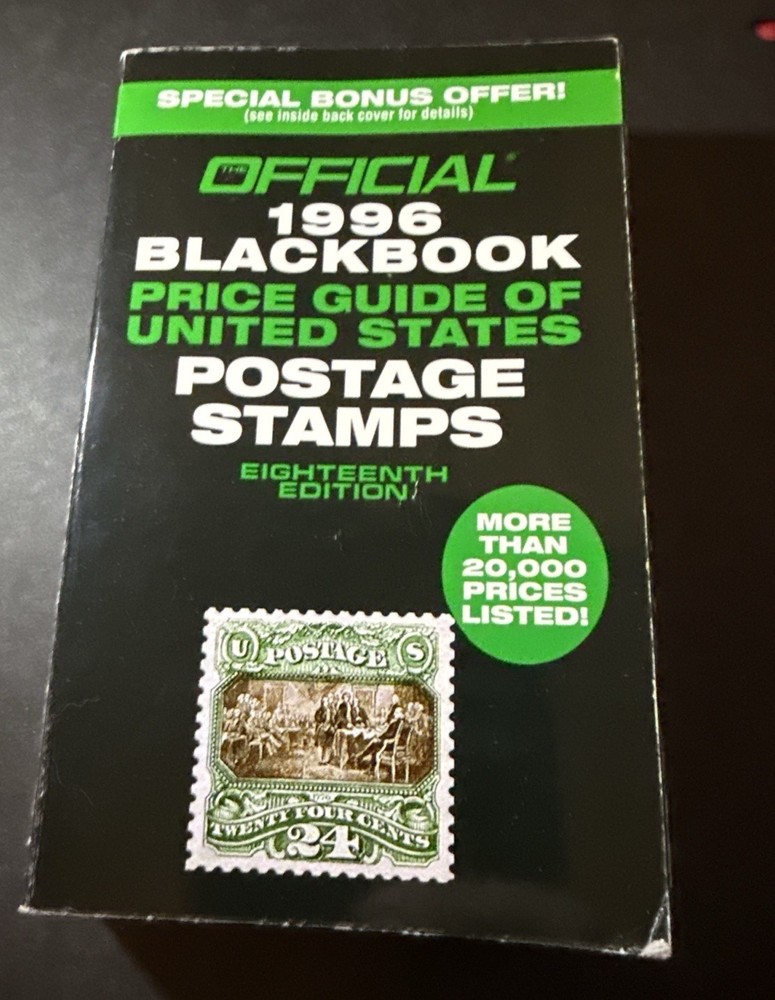 SPECIAL BONUS OFFER!
(see inside back cover for details)
THE OFFICIAL®
1996
BLACKBOOK
PRICE GUIDE OF
UNITED STATES
POSTAGE
STAMPS
EIGHTEENTH
EDITION
MORE
THAN
20,000
PRICES
LISTED!
U POSTAGE S
TWENTY FOUR CENTS
24